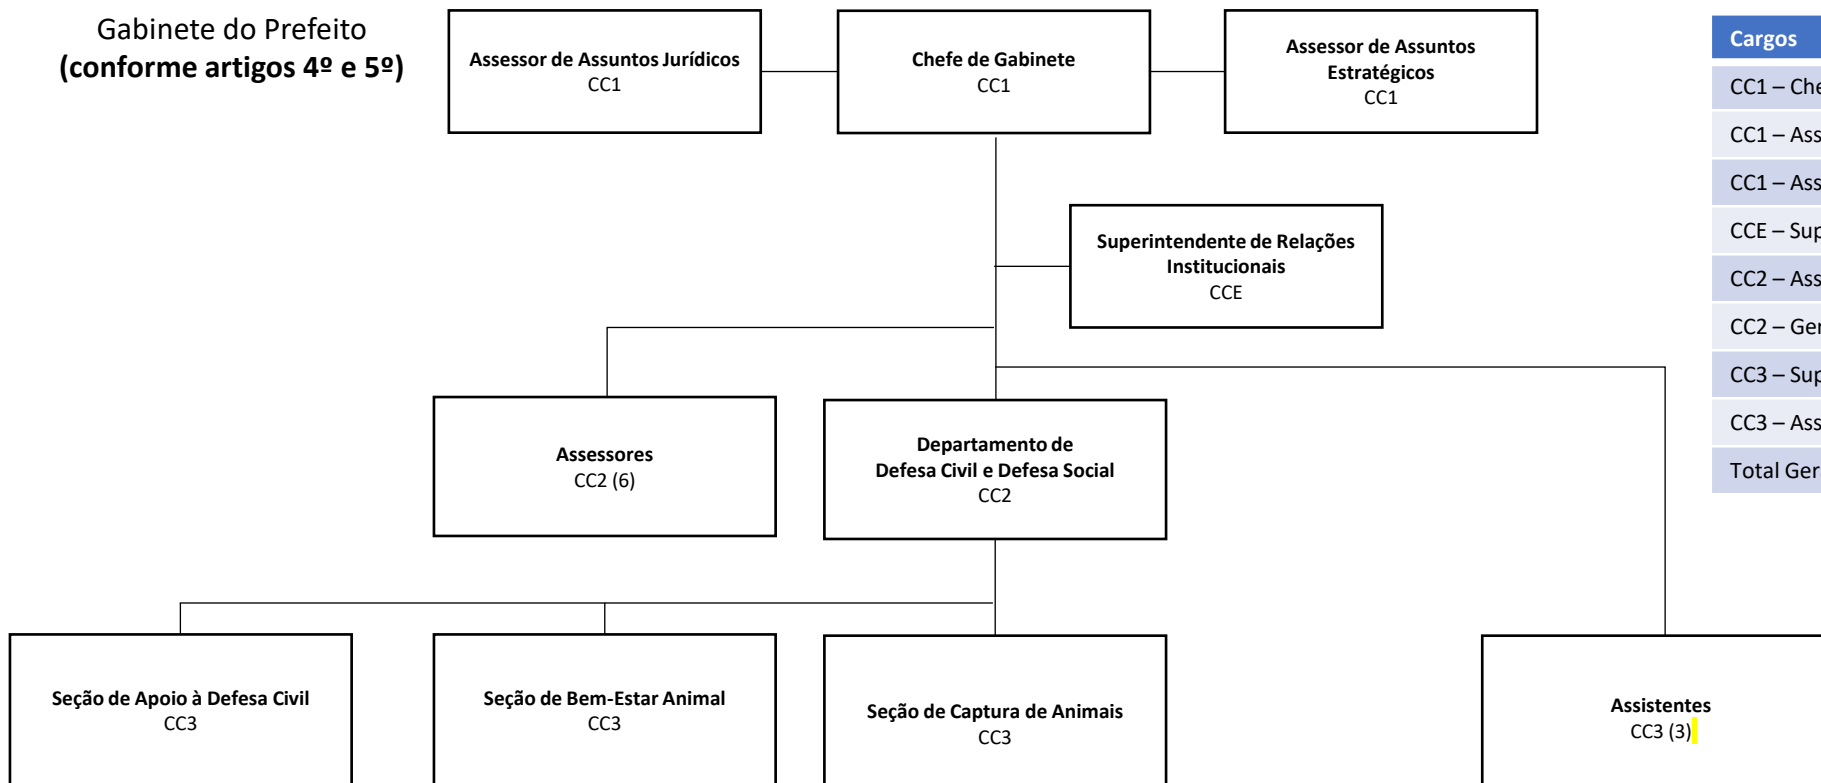 Gabinete do Prefeito
(conforme artigos 4º e 5º)
Assessor de Assuntos Jurídicos
CC1
Chefe de Gabinete
CC1
Assessor de Assuntos
Estratégicos
CC1
Superintendente de Relações
Institucionais
CCE
Assessores
CC2 (6)
Departamento de
Defesa Civil e Defesa Social
CC2
Seção de Apoio à Defesa Civil
CC3
Seção de Bem-Estar Animal
CC3
Seção de Captura de Animais
CC3
Assistentes
CC3 (3)
Cargos
CC1 – Che
CC1 – Ass
CC1 – Ass
CCE – Sup
CC2 – Ass
CC2 – Ger
CC3 – Sup
CC3 – Ass
Total Ger